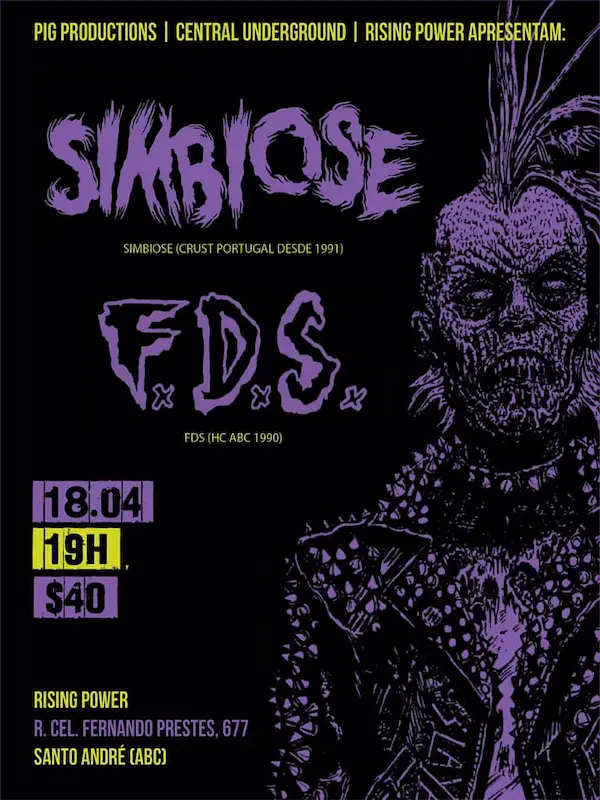 PIG PRODUCTIONS | CENTRAL UNDERGROUND | RISING POWER APRESENTAM:
SIMBIOSE
SIMBIOSE (CRUST PORTUGAL DESDE 1991)
F.x D.x S.x
FDS (HC ABC 1990)
18.04
19H
$40
RISING POWER
R. CEL. FERNANDO PRESTES, 677
SANTO ANDRÉ (ABC)